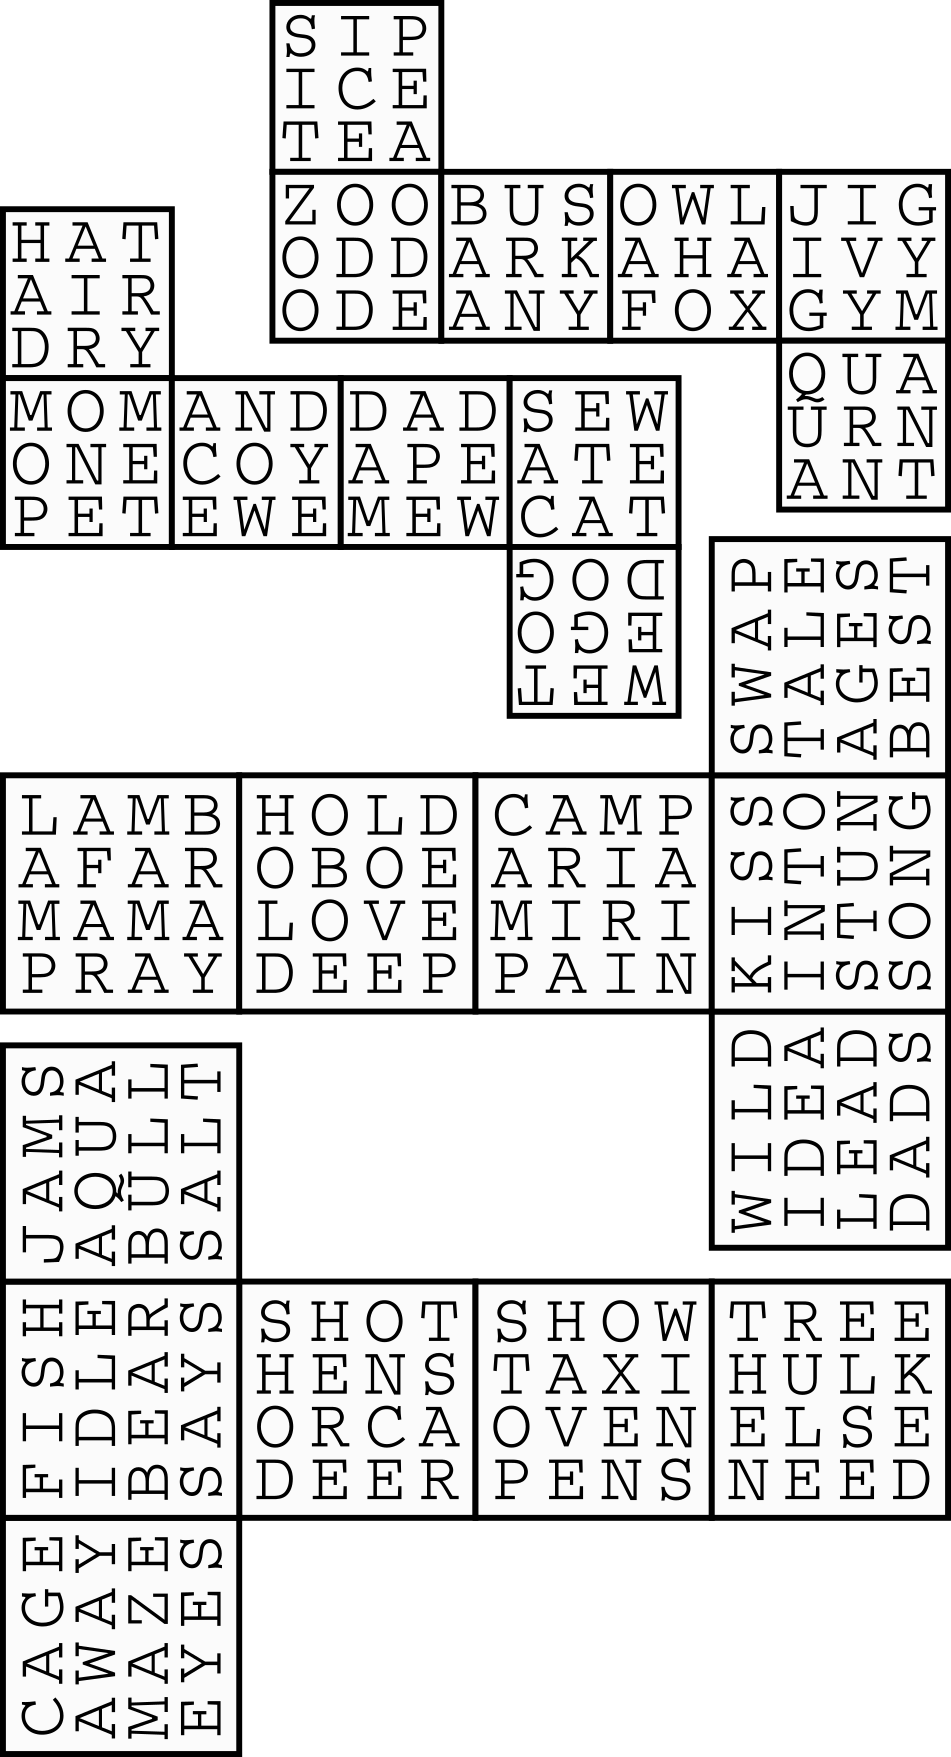 SIP
ICE
TEA
ZOO BUS OWL JIG
ODD ARK AHA IVY
ODE ANY FOX GYM
QUA
URN
ANT
HAT
AIR
DRY
MOM AND DAD SEW
ONE COY APE ATE
PET EWE MEW CAT
WET
EGO
DOG
SWAP
TALE
AGES
BEST
LAMB HOLD CAMP
AFAR OBOE ARIA
MAMA LOVE MIRI
PRAY DEEP PAIN
KISS
INTO
STUN
SONG
WILD
IDEA
LEAD
DADS
JAMS
AQUA
BULL
SALT
FISH
IDLE
BEAR
SAYS
SHOT SHOW TREE
HENS TAXI HULK
ORCA OVEN ELSE
DEER PENS NEED
CAGE
AWAY
MAZE
EYES